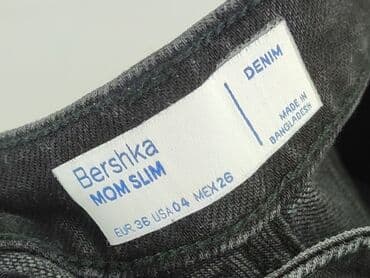 Bershka
MOM SLIM
EUR 36 USA 04 MEX 26
DENIM
MADE IN
BANGLADESH